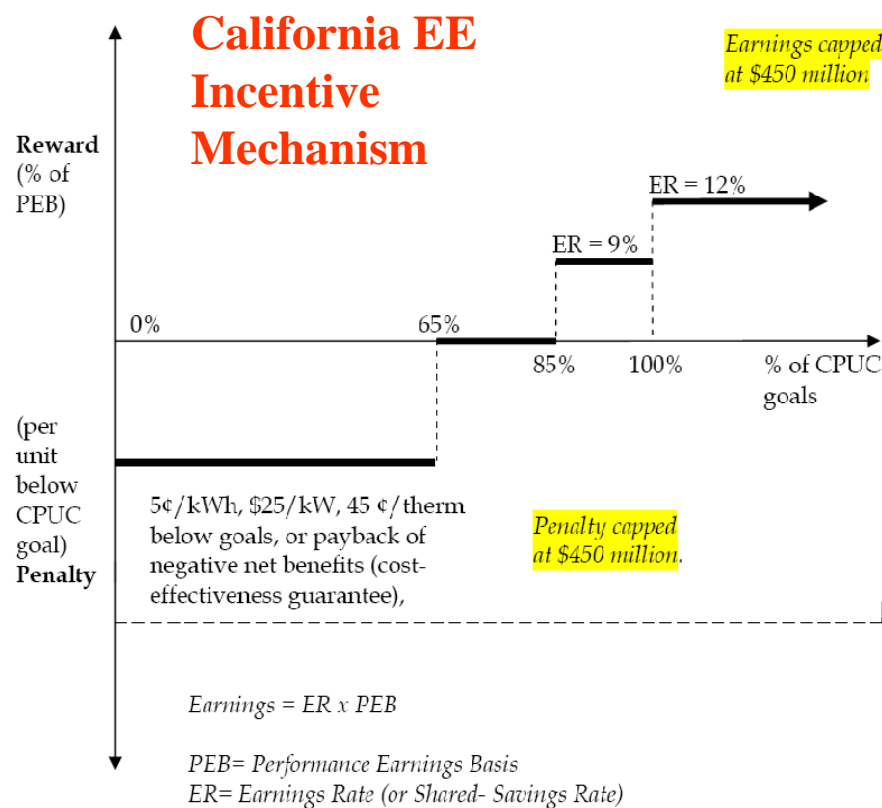 California EE
Incentive
Mechanism
Earnings capped
at $450 million
Reward
(% of
PEB)
ER = 12%
ER = 9%
0%
65%
85%
100%
% of CPUC
goals
(per
unit
below
CPUC
goal)
Penalty
5¢/kWh, $25/kW, 45 ¢/therm
below goals, or payback of
negative net benefits (cost-
effectiveness guarantee),
Penalty capped
at $450 million.
Earnings = ER x PEB
PEB= Performance Earnings Basis
ER= Earnings Rate (or Shared- Savings Rate)